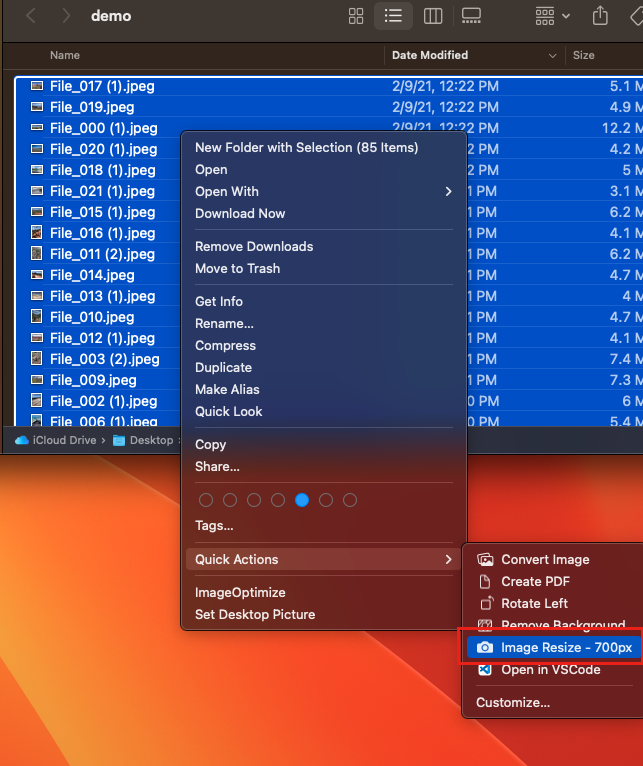 demo
Name Date Modified Size
File_017 (1).jpeg 2/9/21, 12:22 PM 5.1 M
File_019.jpeg 2/9/21, 12:22 PM 4.9 M
File_000 (1).jpeg 2/9/21, 12:22 PM 12.2 M
File_020 (1).jpeg 2 PM 4.2 M
File_018 (1).jpeg 2 PM 5 M
File_021 (1).jpeg 1 PM 3.1 M
File_015 (1).jpeg 1 PM 6.2 M
File_016 (1).jpeg 1 PM 4.1 M
File_011 (2).jpeg 1 PM 6.2 M
File_014.jpeg 1 PM 4.7 M
File_013 (1).jpeg 1 PM 4 M
File_010.jpeg 1 PM 4.7 M
File_012 (1).jpeg 1 PM 4.1 M
File_003 (2).jpeg 1 PM 7.4 M
File_009.jpeg 1 PM 7.3 M
File_002 (1).jpeg 0 PM 6 M
File_006 (1).jpeg 0 PM 5.4 M
iCloud Drive › Desktop ›
New Folder with Selection (85 Items)
Open
Open With
Download Now
Remove Downloads
Move to Trash
Get Info
Rename...
Compress
Duplicate
Make Alias
Quick Look
Copy
Share...
Tags...
Quick Actions
ImageOptimize
Set Desktop Picture
Convert Image
Create PDF
Rotate Left
Remove Background
Image Resize - 700px
Open in VSCode
Customize...